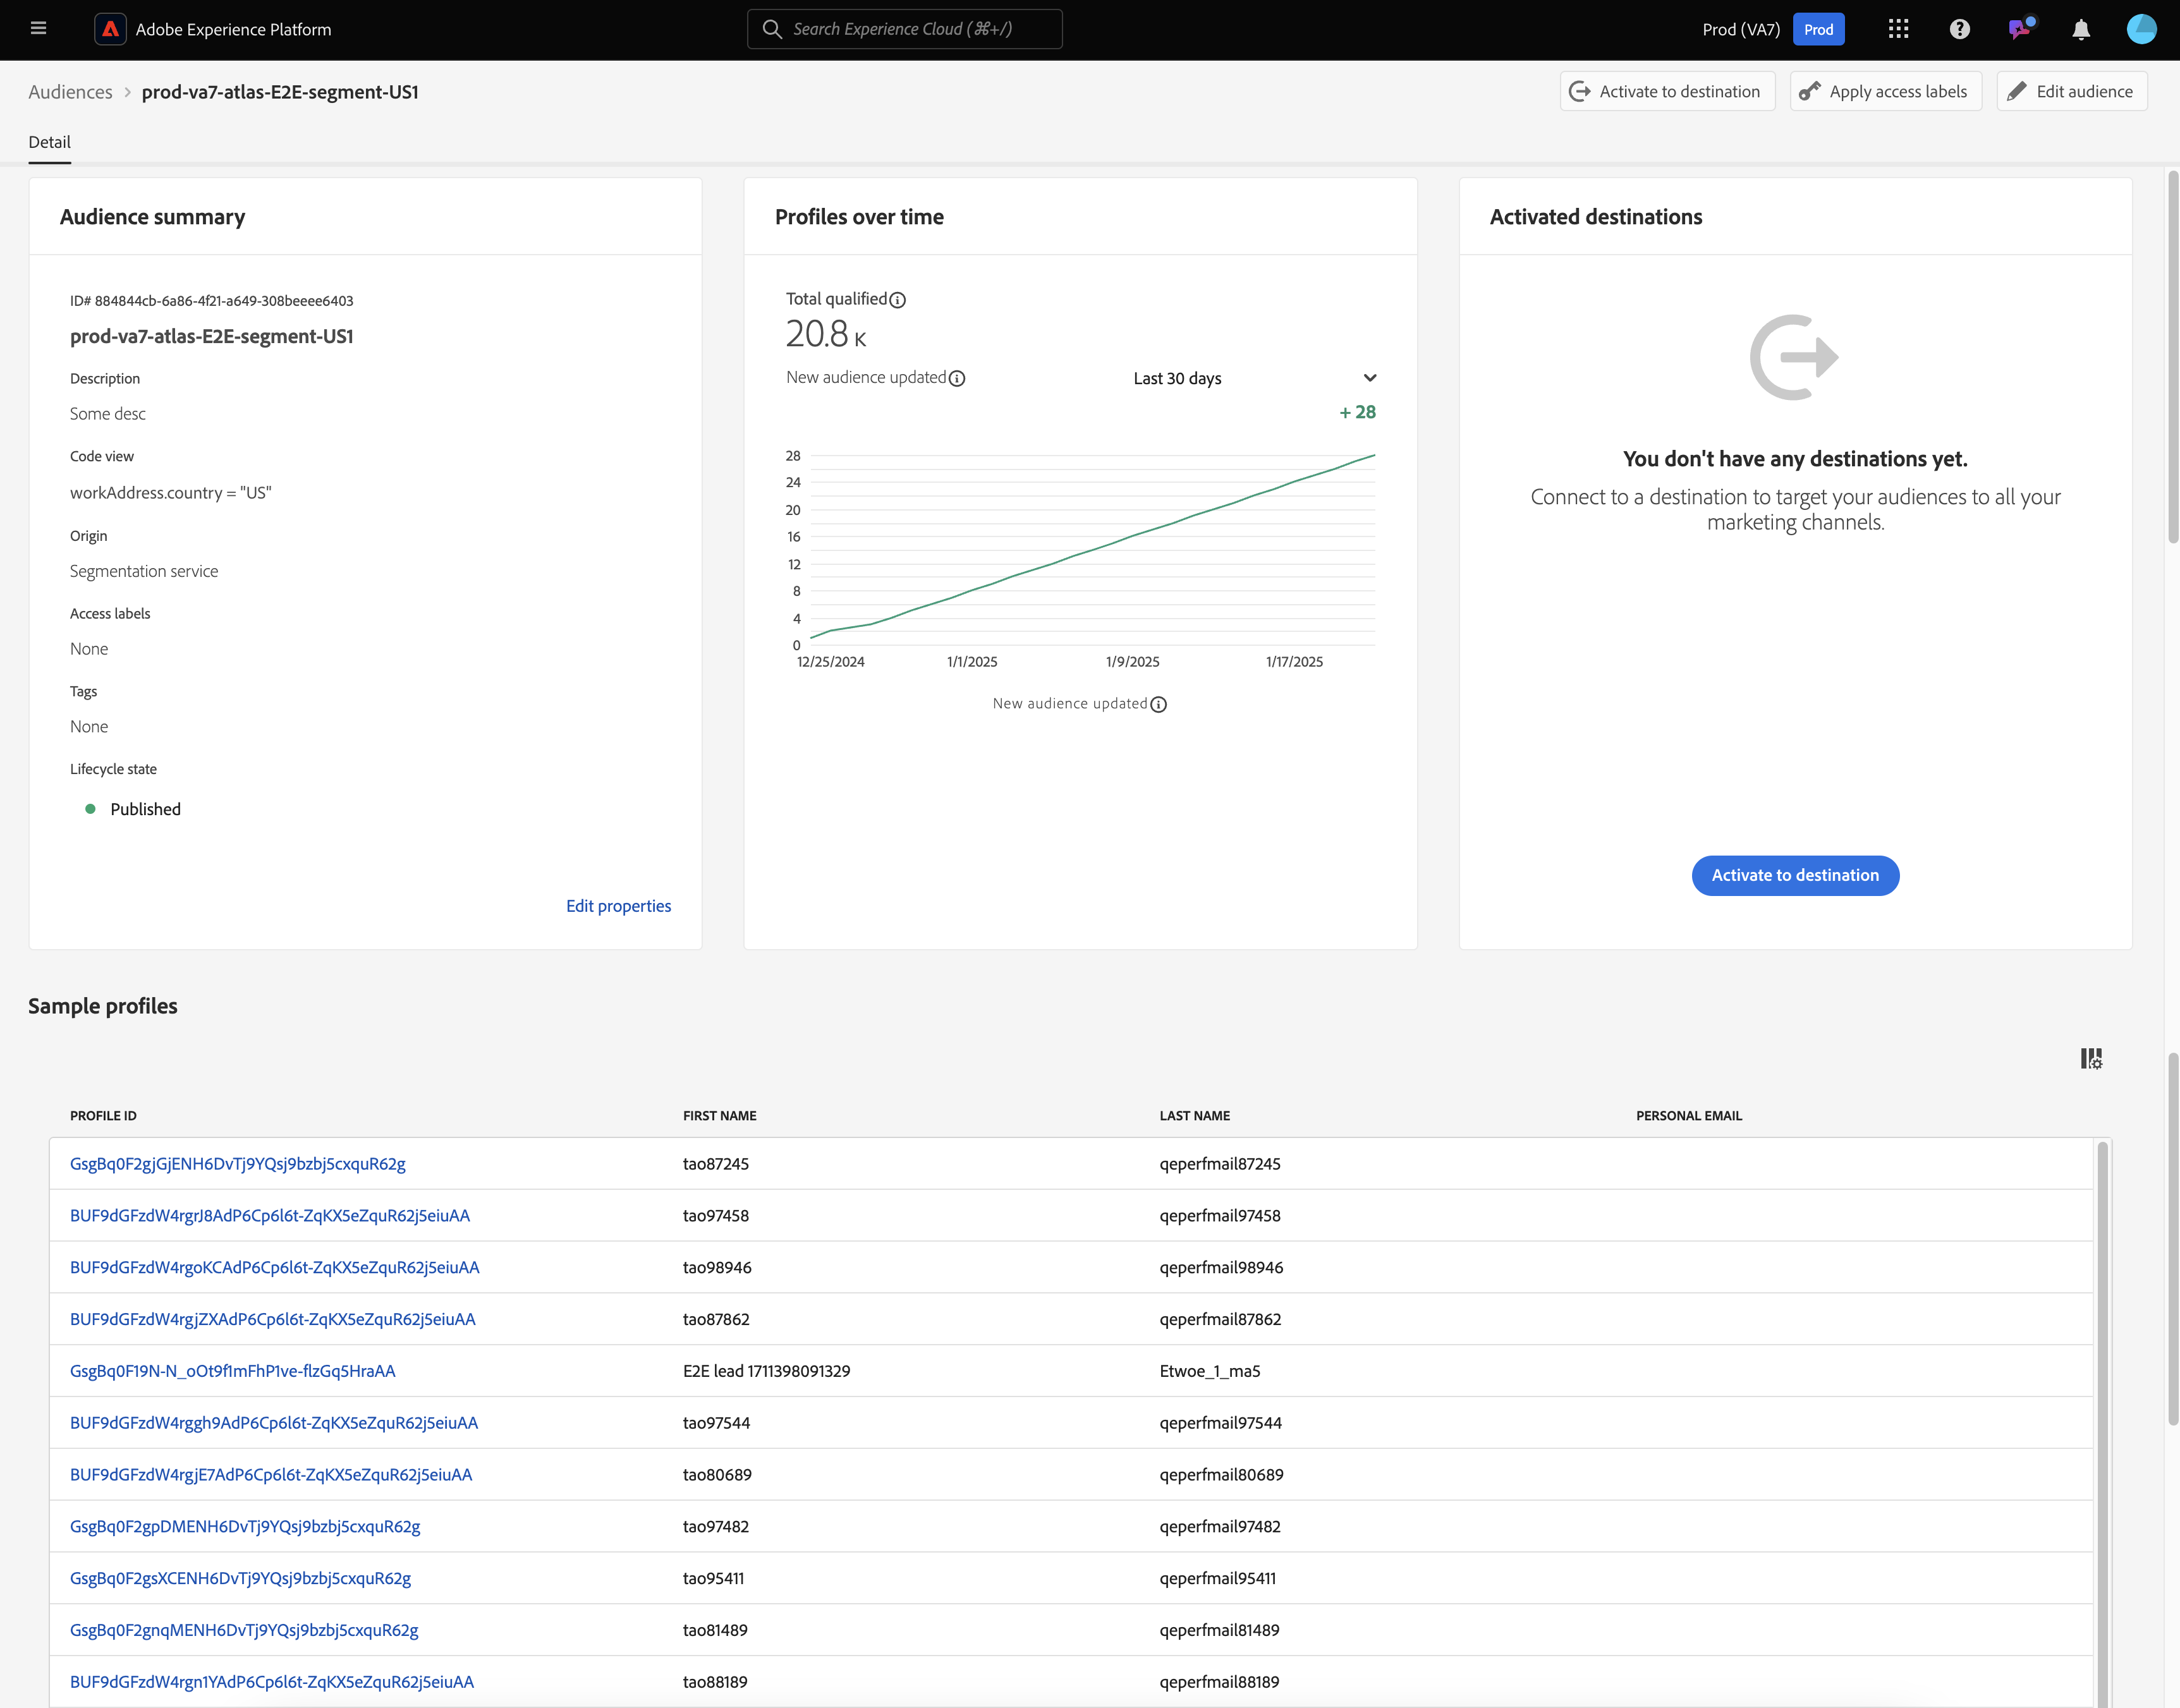 Adobe Experience Platform
Search Experience Cloud (⌘+/)
Prod (VA7)
Prod
Audiences > prod-va7-atlas-E2E-segment-US1
Activate to destination
Apply access labels
Edit audience
Detail
Audience summary
ID# 884844cb-6a86-4f21-a649-308beeee6403
prod-va7-atlas-E2E-segment-US1
Description
Some desc
Code view
workAddress.country = "US"
Origin
Segmentation service
Access labels
None
Tags
None
Lifecycle state
Published
Edit properties
Profiles over time
Total qualified
20.8 K
New audience updated
Last 30 days
+ 28
28
24
20
16
12
8
4
0
12/25/2024 1/1/2025 1/9/2025 1/17/2025
New audience updated
Activated destinations
You don't have any destinations yet.
Connect to a destination to target your audiences to all your
marketing channels.
Activate to destination
Sample profiles
PROFILE ID FIRST NAME LAST NAME PERSONAL EMAIL
GsgBq0F2gjGjENH6DvTj9YQsj9bzbj5cxquR62g tao87245 qeperfmail87245
BUF9dGFzdW4rgrJ8AdP6Cp6l6t-ZqKX5eZquR62j5eiuAA tao97458 qeperfmail97458
BUF9dGFzdW4rgoKCAdP6Cp6l6t-ZqKX5eZquR62j5eiuAA tao98946 qeperfmail98946
BUF9dGFzdW4rgjZXAdP6Cp6l6t-ZqKX5eZquR62j5eiuAA tao87862 qeperfmail87862
GsgBq0F19N-N_oOt9f1mFhP1ve-flzGq5HraAA E2E lead 1711398091329 Etwoe_1_ma5
BUF9dGFzdW4rggh9AdP6Cp6l6t-ZqKX5eZquR62j5eiuAA tao97544 qeperfmail97544
BUF9dGFzdW4rgjE7AdP6Cp6l6t-ZqKX5eZquR62j5eiuAA tao80689 qeperfmail80689
GsgBq0F2gpDMENH6DvTj9YQsj9bzbj5cxquR62g tao97482 qeperfmail97482
GsgBq0F2gsXCENH6DvTj9YQsj9bzbj5cxquR62g tao95411 qeperfmail95411
GsgBq0F2gnqMENH6DvTj9YQsj9bzbj5cxquR62g tao81489 qeperfmail81489
BUF9dGFzdW4rgn1YAdP6Cp6l6t-ZqKX5eZquR62j5eiuAA tao88189 qeperfmail88189